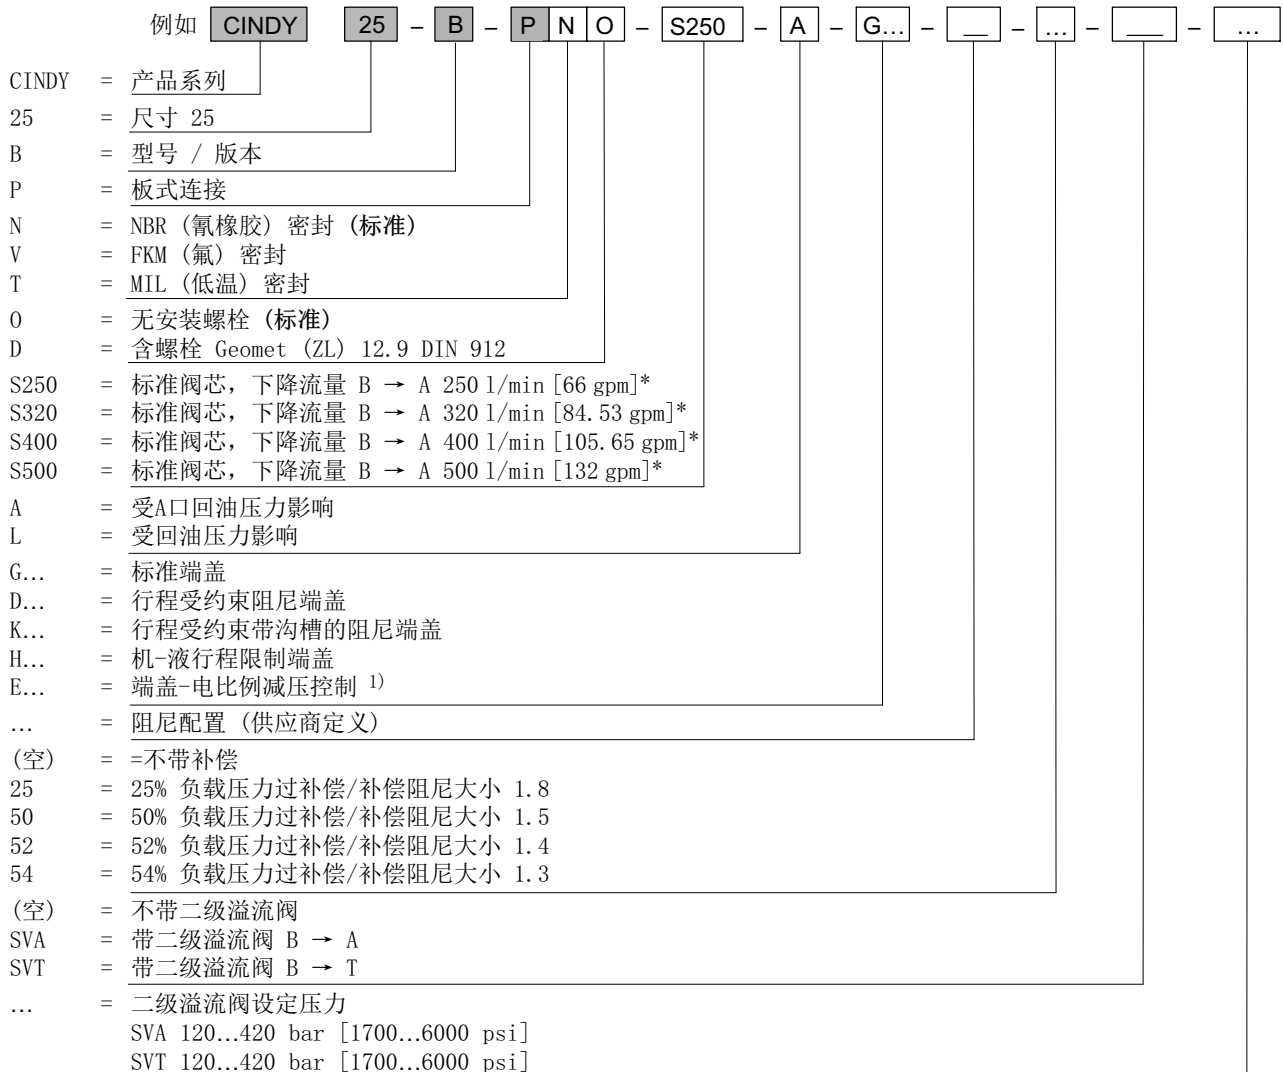 例如 CINDY 25 – B – P N O – S250 – A – G… – __ – … – ___ – …
CINDY = 产品系列
25 = 尺寸 25
B = 型号 / 版本
P = 板式连接
N = NBR (氰橡胶) 密封 (标准)
V = FKM (氟) 密封
T = MIL (低温) 密封
O = 无安装螺栓 (标准)
D = 含螺栓 Geomet (ZL) 12.9 DIN 912
S250 = 标准阀芯，下降流量 B → A 250 l/min [66 gpm]*
S320 = 标准阀芯，下降流量 B → A 320 l/min [84.53 gpm]*
S400 = 标准阀芯，下降流量 B → A 400 l/min [105.65 gpm]*
S500 = 标准阀芯，下降流量 B → A 500 l/min [132 gpm]*
A = 受A口回油压力影响
L = 受回油压力影响
G… = 标准端盖
D… = 行程受约束阻尼端盖
K… = 行程受约束带沟槽的阻尼端盖
H… = 机-液行程限制端盖
E… = 端盖-电比例减压控制 1)
… = 阻尼配置 (供应商定义)
(空) = =不带补偿
25 = 25% 负载压力过补偿/补偿阻尼大小 1.8
50 = 50% 负载压力过补偿/补偿阻尼大小 1.5
52 = 52% 负载压力过补偿/补偿阻尼大小 1.4
54 = 54% 负载压力过补偿/补偿阻尼大小 1.3
(空) = 不带二级溢流阀
SVA = 带二级溢流阀 B → A
SVT = 带二级溢流阀 B → T
… = 二级溢流阀设定压力
SVA 120…420 bar [1700…6000 psi]
SVT 120…420 bar [1700…6000 psi]